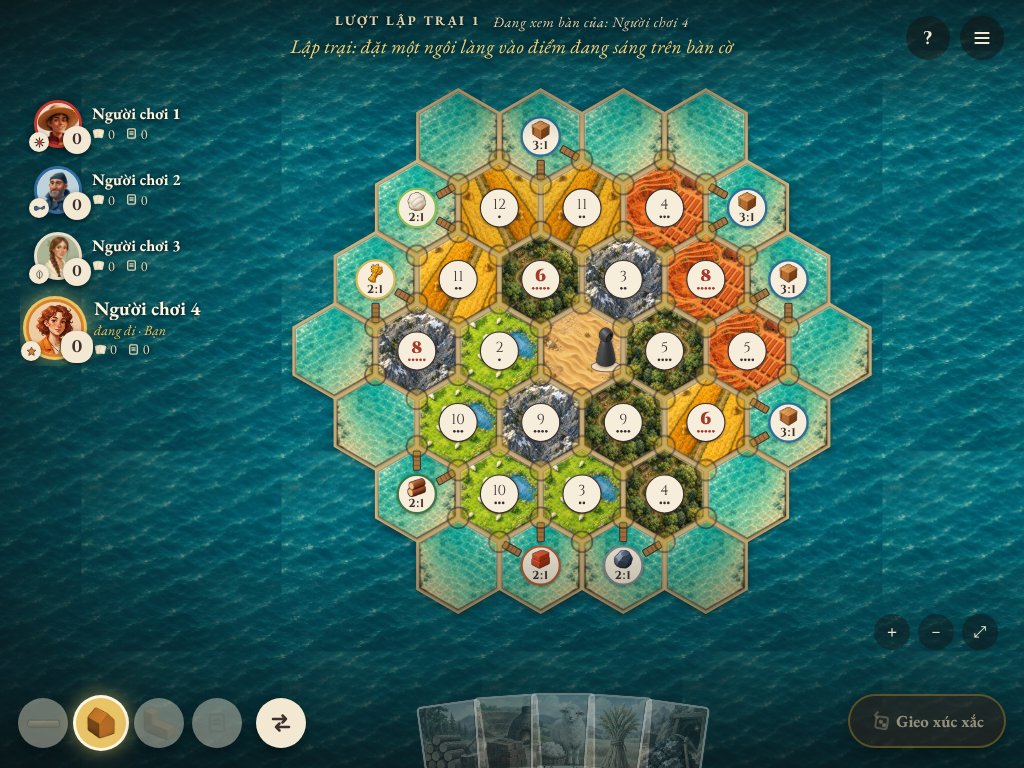 LƯỢT LẬP TRẠI 1 Đang xem bàn của: Người chơi 4
Lập trại: đặt một ngôi làng vào điểm đang sáng trên bàn cờ
?
Người chơi 1
0
0 0
Người chơi 2
0
0 0
Người chơi 3
0
0 0
Người chơi 4
đang đi · Bạn
0
0 0
3:1
2:1 12 11 4 3:1
2:1 11 6 3 8 3:1
8 2 5 5
10 9 9 6 3:1
2:1 10 3 4
2:1 2:1
+ −
Gieo xúc xắc